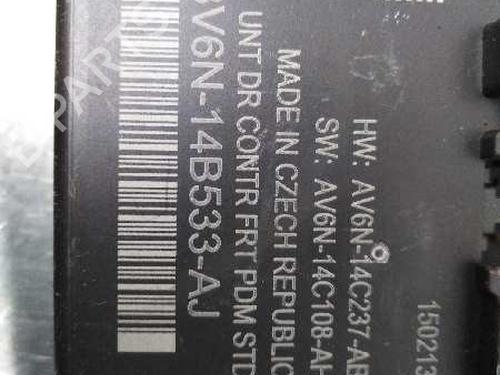 HW: AV6N-14C237-AB
SW: AV6N-14C108-AH
MADE IN CZECH REPUBLIC
UNT DR CONTR FRT PDM STD
BV6N-14B533-AJ
150213